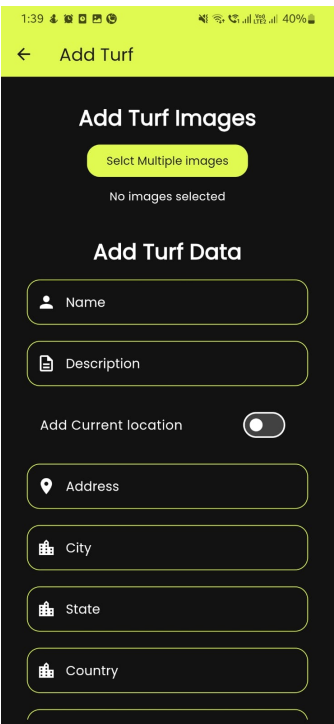 1:39 40%
Add Turf
Add Turf Images
Selct Multiple images
No images selected
Add Turf Data
Name
Description
Add Current location
Address
City
State
Country